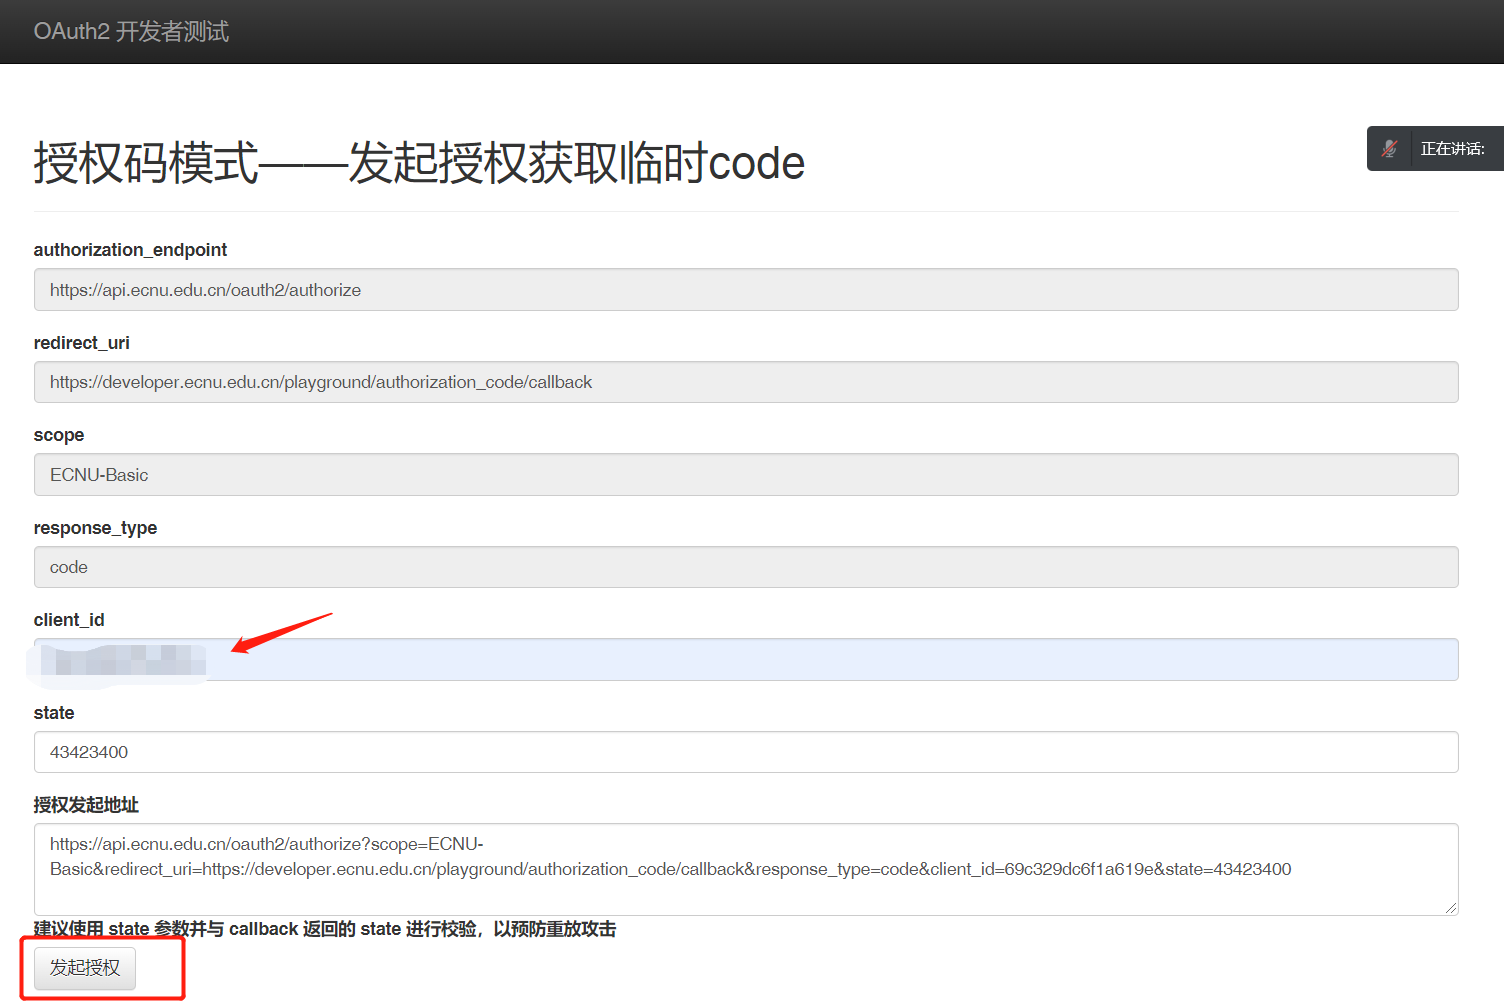 OAuth2 开发者测试
正在讲话:
授权码模式——发起授权获取临时code
authorization_endpoint
https://api.ecnu.edu.cn/oauth2/authorize
redirect_uri
https://developer.ecnu.edu.cn/playground/authorization_code/callback
scope
ECNU-Basic
response_type
code
client_id
state
43423400
授权发起地址
https://api.ecnu.edu.cn/oauth2/authorize?scope=ECNU-
Basic&redirect_uri=https://developer.ecnu.edu.cn/playground/authorization_code/callback&response_type=code&client_id=69c329dc6f1a619e&state=43423400
建议使用 state 参数并与 callback 返回的 state 进行校验，以预防重放攻击
发起授权